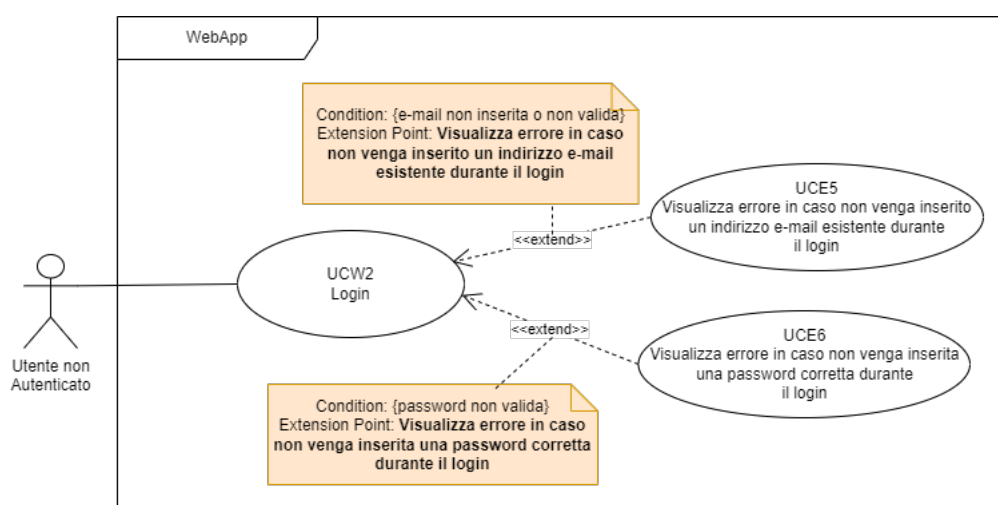 WebApp
Condition: {e-mail non inserita o non valida}
Extension Point: Visualizza errore in caso
non venga inserito un indirizzo e-mail
esistente durante il login
UCE5
Visualizza errore in caso non venga inserito
un indirizzo e-mail esistente durante
il login
<<extend>>
UCW2
Login
<<extend>>
UCE6
Visualizza errore in caso non venga inserita
una password corretta durante
il login
Utente non
Autenticato
Condition: {password non valida}
Extension Point: Visualizza errore in caso
non venga inserita una password corretta
durante il login